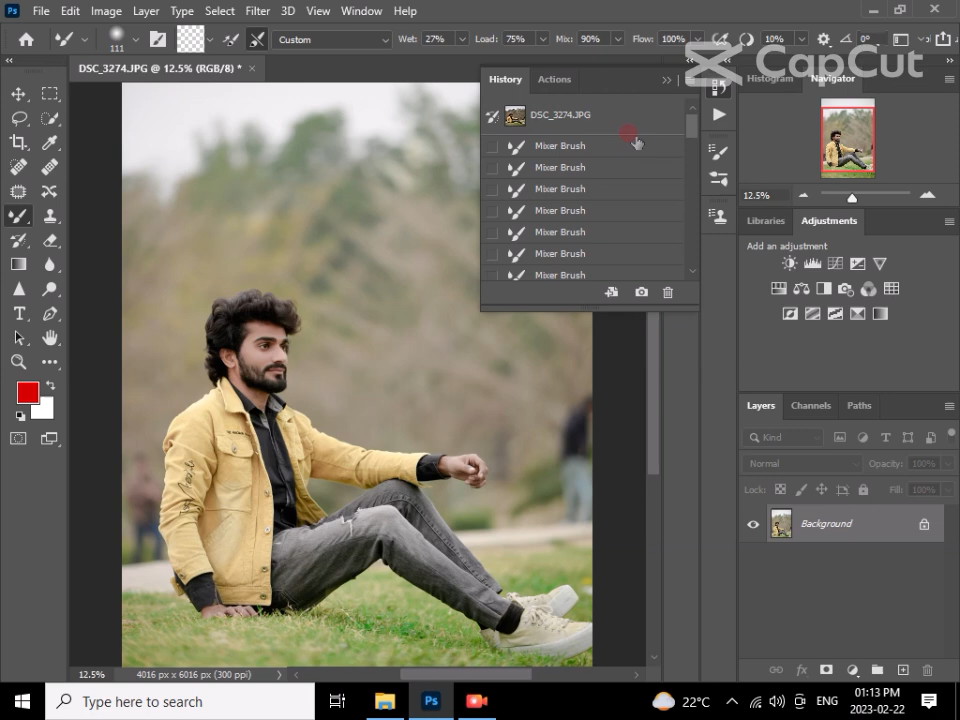 Ps File Edit Image Layer Type Select Filter 3D View Window Help
111 Custom Wet: 27% Load: 75% Mix: 90% Flow: 100% 10% 0°
CapCut
DSC_3274.JPG @ 12.5% (RGB/8) * ×
History Actions
Histogram Navigator
DSC_3274.JPG
Mixer Brush
Mixer Brush
Mixer Brush
Mixer Brush
Mixer Brush
Mixer Brush
Mixer Brush
12.5%
Libraries Adjustments
Add an adjustment
Layers Channels Paths
Kind
Normal Opacity: 100%
Lock: Fill: 100%
Background
12.5% 4016 px x 6016 px (300 ppi)
Type here to search
Ps
22°C
ENG
01:13 PM
2023-02-22